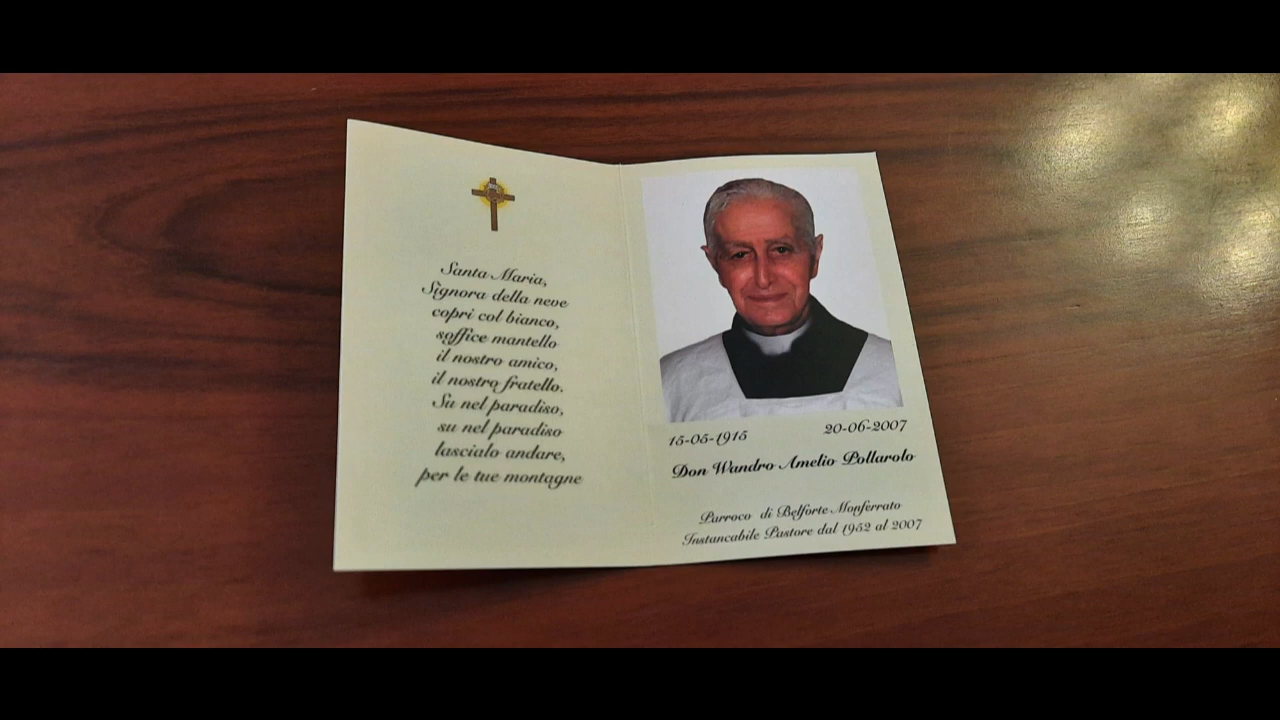 Santa Maria,
Signora della neve
copri col bianco,
soffice mantello
il nostro amico,
il nostro fratello.
Su nel paradiso,
su nel paradiso
lascialo andare,
per le tue montagne
15-05-1915 20-06-2007
Don Wandro Amelio Pollarolo
Parroco di Belforte Monferrato
Instancabile Pastore dal 1952 al 2007